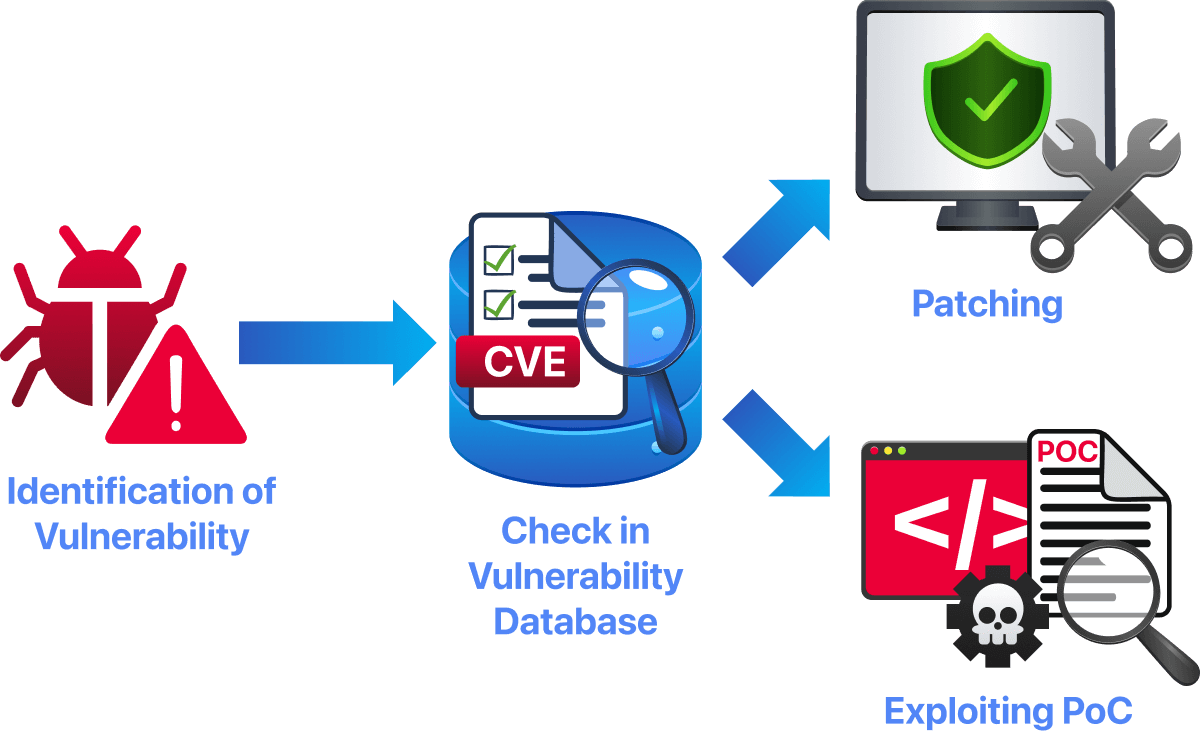 Identification of
Vulnerability
CVE
Check in
Vulnerability
Database
Patching
POC
</>
Exploiting PoC